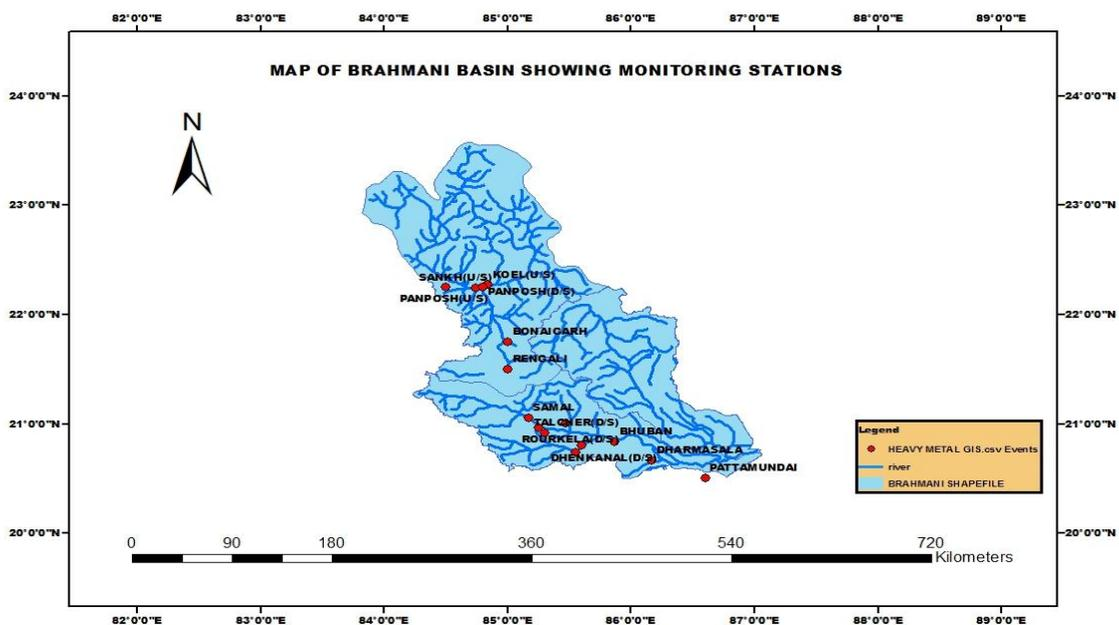 82°0'0"E 83°0'0"E 84°0'0"E 85°0'0"E 86°0'0"E 87°0'0"E 88°0'0"E 89°0'0"E
MAP OF BRAHMANI BASIN SHOWING MONITORING STATIONS
24°0'0"N 24°0'0"N
N
23°0'0"N 23°0'0"N
SANKH(U/S) KOEL(U/S)
PANPOSH(U/S) PANPOSH(D/S)
22°0'0"N 22°0'0"N
BONAIGARH
RENGALI
SAMAL
21°0'0"N 21°0'0"N
TALCHER(D/S)
BHUBAN
ROURKELA(D/S)
DHARMASALA
DHENKANAL(D/S)
PATTAMUNDAI
Legend
HEAVY METAL GIS.csv Events
river
BRAHMANI SHAPEFILE
20°0'0"N 20°0'0"N
0 90 180 360 540 720
Kilometers
82°0'0"E 83°0'0"E 84°0'0"E 85°0'0"E 86°0'0"E 87°0'0"E 88°0'0"E 89°0'0"E